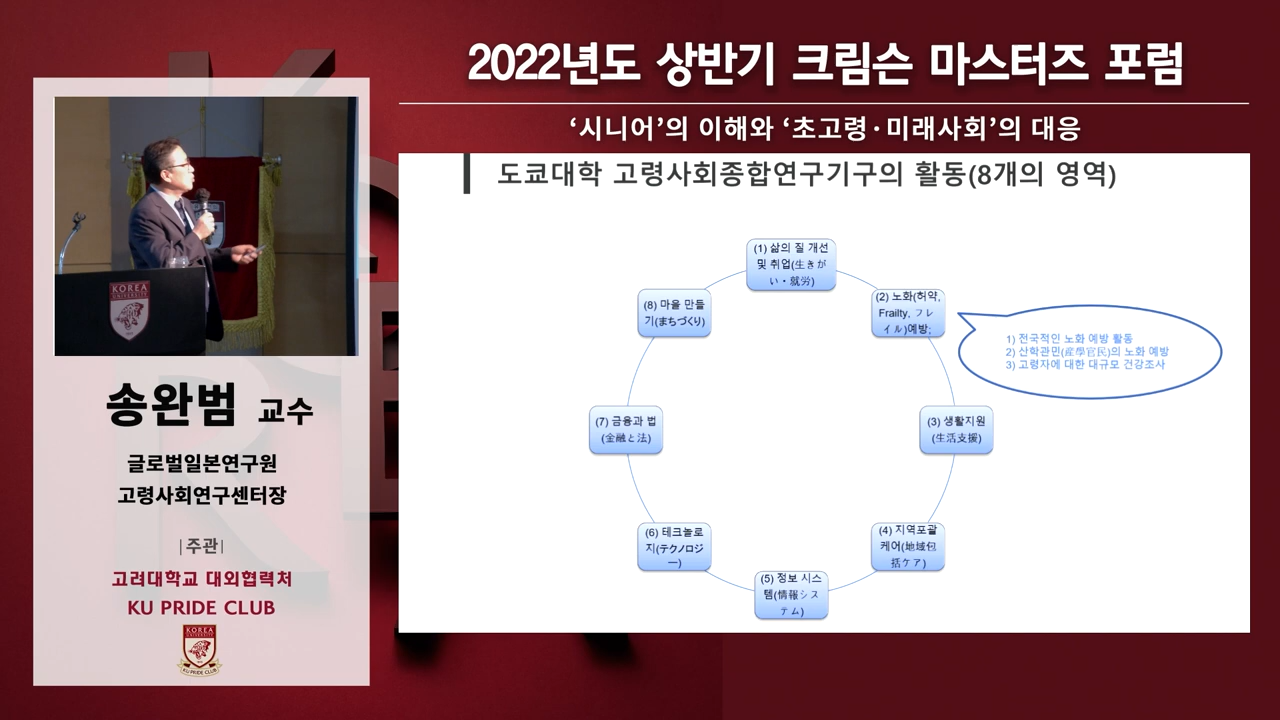 2022년도 상반기 크림슨 마스터즈 포럼
‘시니어’의 이해와 ‘초고령·미래사회’의 대응
도쿄대학 고령사회종합연구기구의 활동(8개의 영역)
(1) 삶의 질 개선
및 취업(生きが
い・就労)
(2) 노화(허약,
Frailty, フレ
イル)예방;
1) 전국적인 노화 예방 활동
2) 산학관민(産學官民)의 노화 예방
3) 고령자에 대한 대규모 건강조사
(3) 생활지원
(生活支援)
(4) 지역포괄
케어(地域包
括ケア)
(5) 정보 시스
템(情報シス
テム)
(6) 테크놀로
지(テクノロジ
ー)
(7) 금융과 법
(金融と法)
(8) 마을 만들
기(まちづくり)
KOREA
UNIVERSITY
송완범 교수
글로벌일본연구원
고령사회연구센터장
|주관|
고려대학교 대외협력처
KU PRIDE CLUB
KOREA
UNIVERSITY
KU PRIDE CLUB